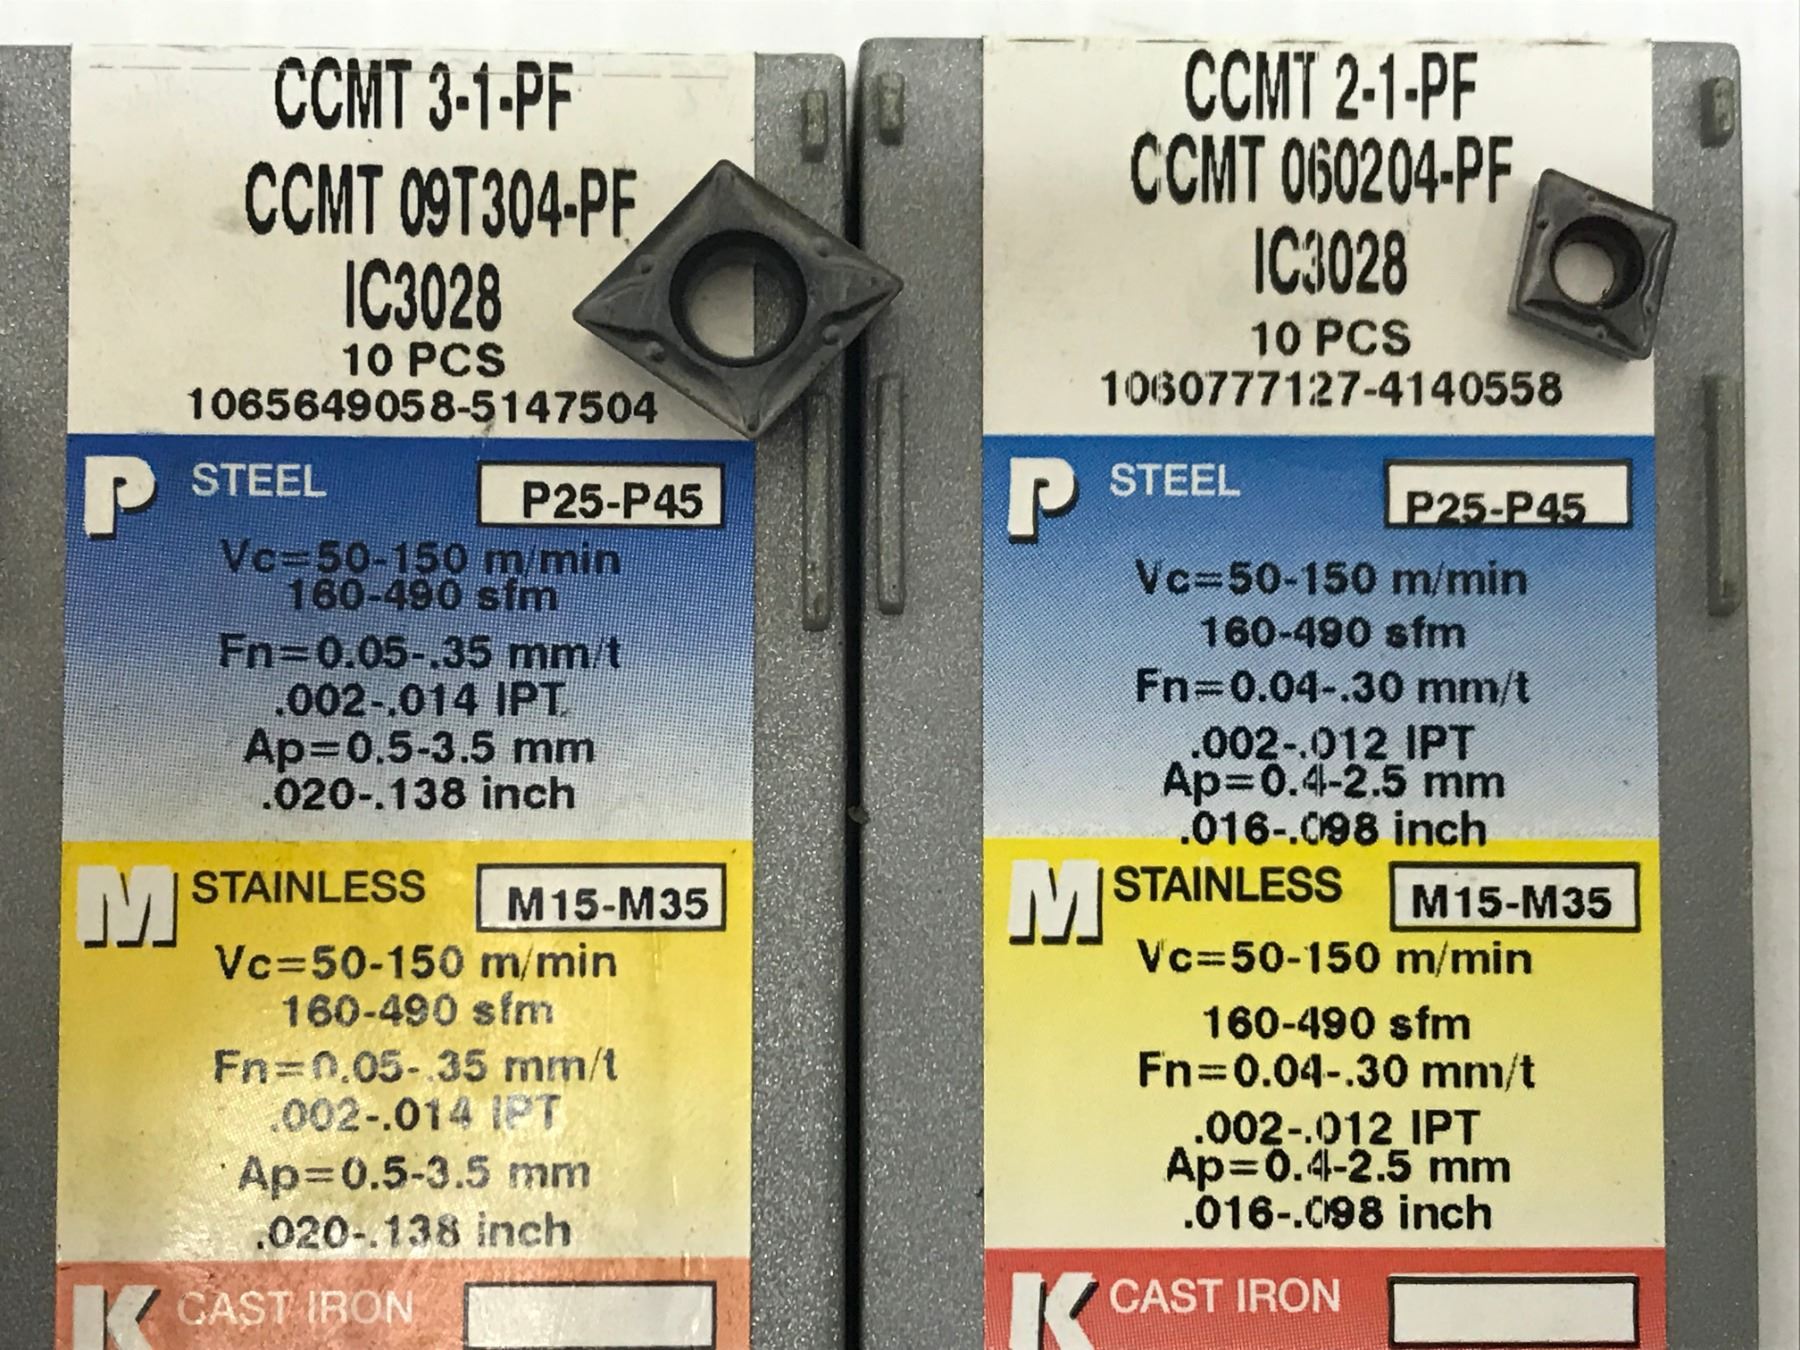 CCMT 3-1-PF
CCMT 09T304-PF
IC3028
10 PCS
1065649058-5147504
P STEEL P25-P45
Vc=50-150 m/min
160-490 sfm
Fn=0.05-.35 mm/t
.002-.014 IPT
Ap=0.5-3.5 mm
.020-.138 inch
M STAINLESS M15-M35
Vc=50-150 m/min
160-490 sfm
Fn=0.05-.35 mm/t
.002-.014 IPT
Ap=0.5-3.5 mm
.020-.138 inch
K CAST IRON
CCMT 2-1-PF
CCMT 060204-PF
IC3028
10 PCS
1060777127-4140558
P STEEL P25-P45
Vc=50-150 m/min
160-490 sfm
Fn=0.04-.30 mm/t
.002-.012 IPT
Ap=0.4-2.5 mm
.016-.098 inch
M STAINLESS M15-M35
Vc=50-150 m/min
160-490 sfm
Fn=0.04-.30 mm/t
.002-.012 IPT
Ap=0.4-2.5 mm
.016-.098 inch
K CAST IRON